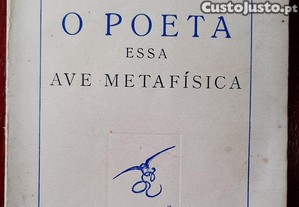 CustoJusto.pt
O POETA
ESSA
AVE METAFÍSICA